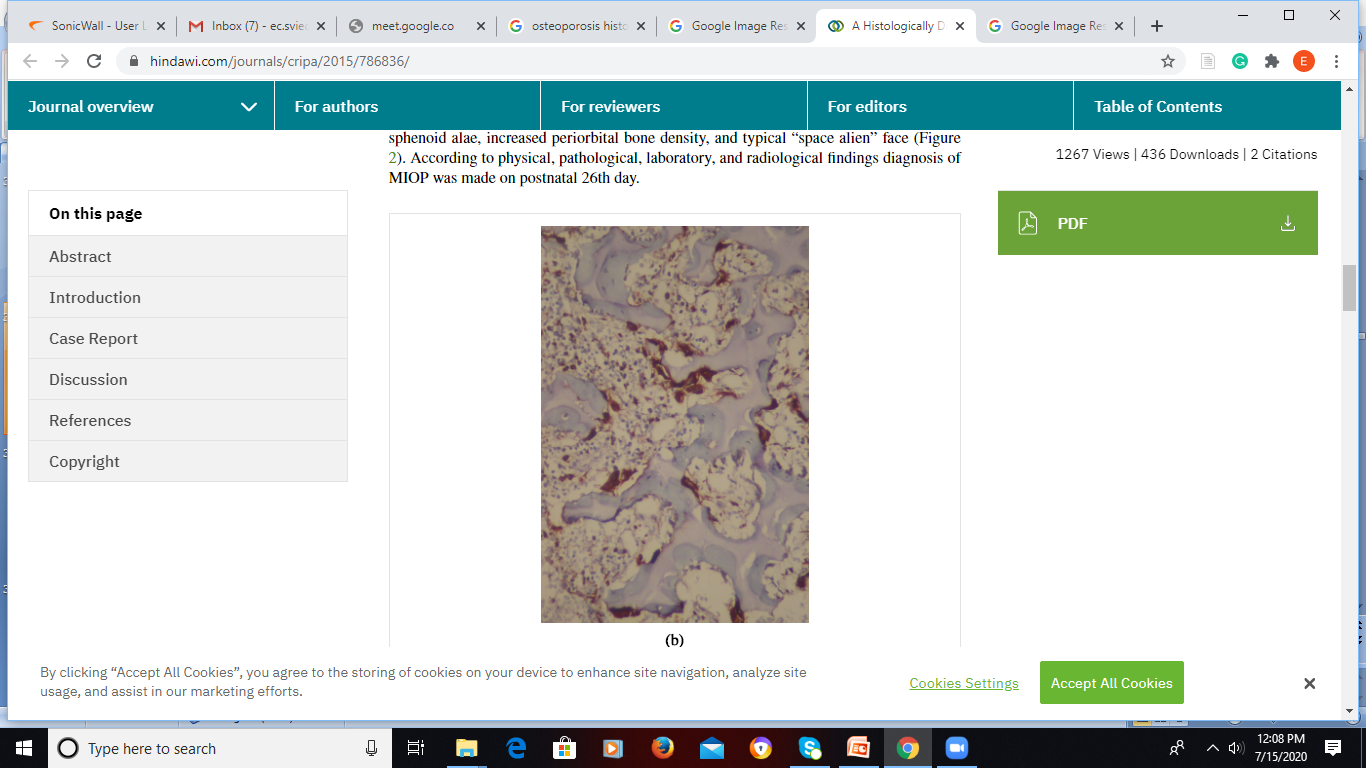 SonicWall - User L
Inbox (7) - ec.svied
meet.google.co
osteoporosis histo
Google Image Res
A Histologically D
Google Image Res
hindawi.com/journals/cripa/2015/786836/
E
Journal overview
For authors
For reviewers
For editors
Table of Contents
sphenoid alae, increased periorbital bone density, and typical “space alien” face (Figure
2). According to physical, pathological, laboratory, and radiological findings diagnosis of
MIOP was made on postnatal 26th day.
1267 Views | 436 Downloads | 2 Citations
On this page
Abstract
Introduction
Case Report
Discussion
References
Copyright
PDF
(b)
By clicking “Accept All Cookies”, you agree to the storing of cookies on your device to enhance site navigation, analyze site
usage, and assist in our marketing efforts.
Cookies Settings
Accept All Cookies
Type here to search
12:08 PM
7/15/2020